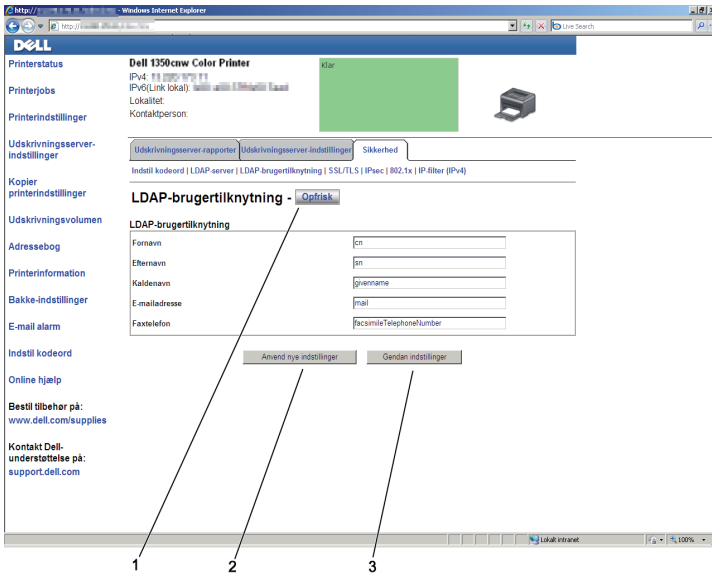 http:// - Windows Internet Explorer
http://
Live Search
DELL
Printerstatus
Printerjobs
Printerindstillinger
Udskrivningsserver-
indstillinger
Kopier
printerindstillinger
Udskrivningsvolumen
Adressebog
Printerinformation
Bakke-indstillinger
E-mail alarm
Indstil kodeord
Online hjælp
Bestil tilbehør på:
www.dell.com/supplies
Kontakt Dell-
understøttelse på:
support.dell.com
Dell 1350cnw Color Printer
IPv4:
IPv6(Link lokal):
Lokalitet:
Kontaktperson:
Klar
Udskrivningsserver-rapporter Udskrivningsserver-indstillinger Sikkerhed
Indstil kodeord | LDAP-server | LDAP-brugertilknytning | SSL/TLS | IPsec | 802.1x | IP-filter (IPv4)
LDAP-brugertilknytning - Opfrisk
LDAP-brugertilknytning
Fornavn cn
Efternavn sn
Kaldenavn givenname
E-mailadresse mail
Faxtelefon facsimileTelephoneNumber
Anvend nye indstillinger Gendan indstillinger
Lokalt intranet 100%
1 2 3